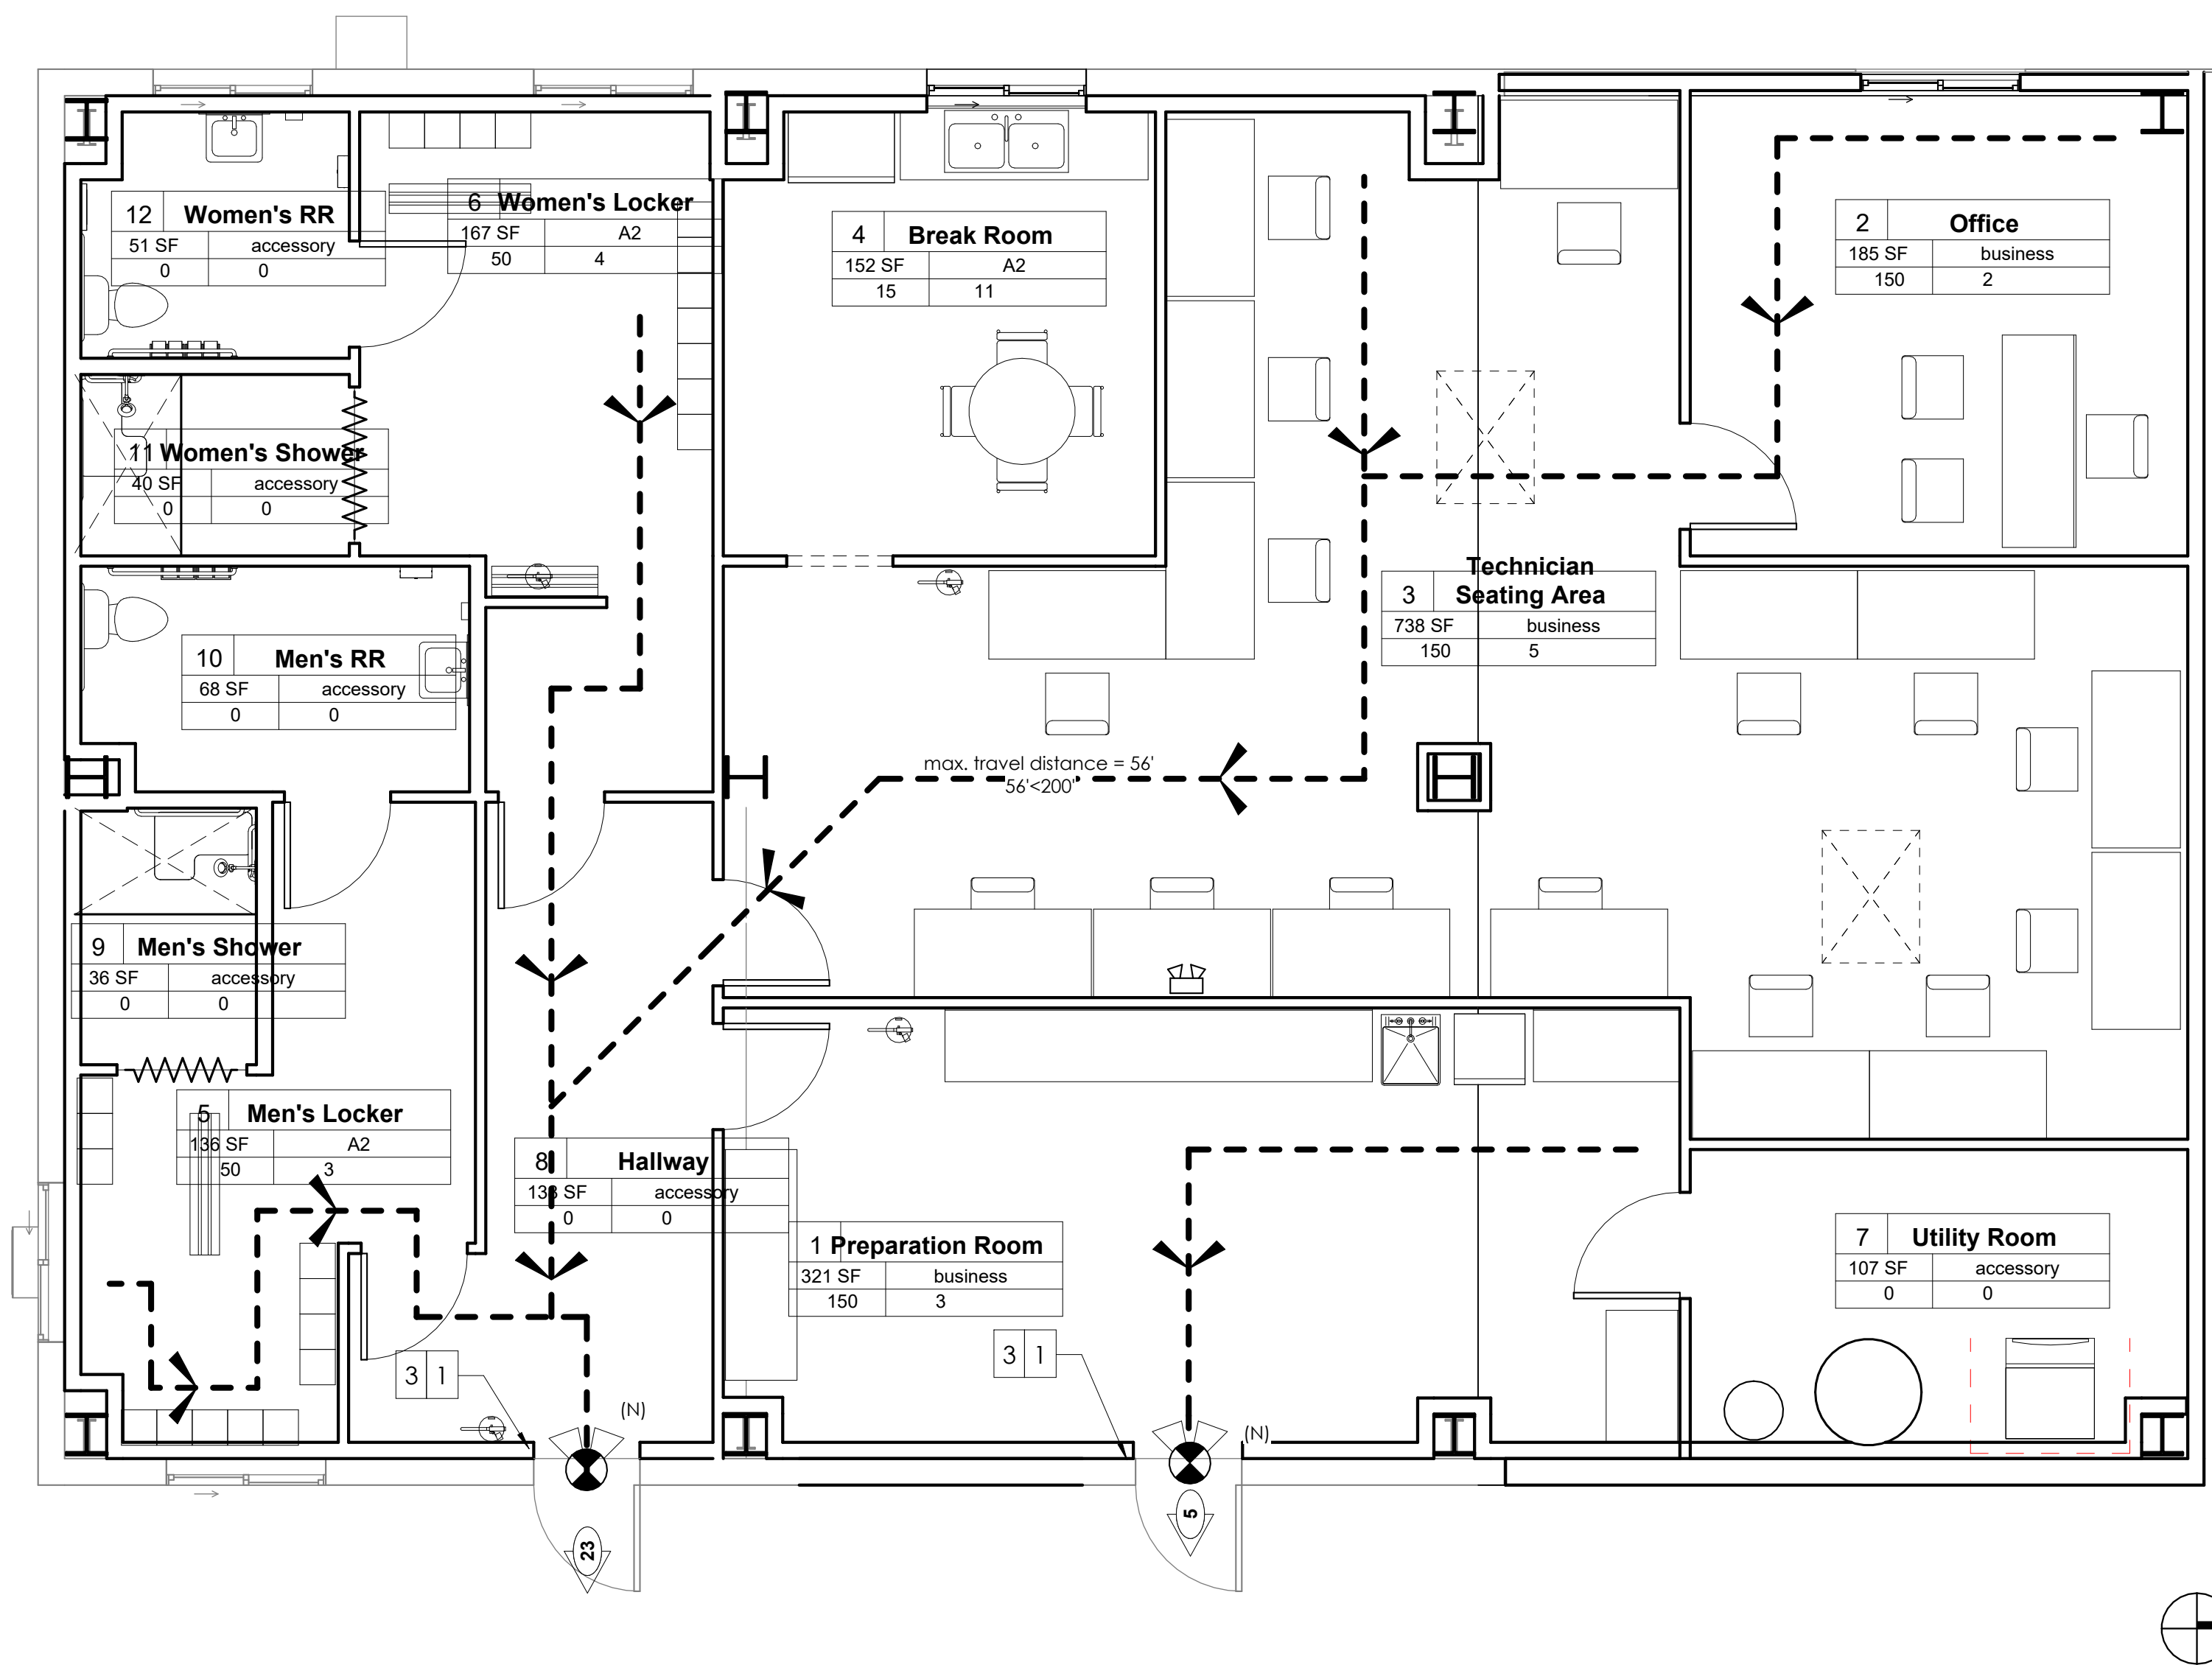 12 Women's RR
51 SF accessory
0 0
6 Women's Locker
167 SF A2
50 4
4 Break Room
152 SF A2
15 11
2 Office
185 SF business
150 2
11 Women's Shower
40 SF accessory
0 0
Technician
3 Seating Area
738 SF business
150 5
10 Men's RR
68 SF accessory
0 0
max. travel distance = 56'
56'<200'
9 Men's Shower
36 SF accessory
0 0
5 Men's Locker
136 SF A2
50 3
8 Hallway
SF accessory
0 0
1 Preparation Room
321 SF business
150 3
7 Utility Room
107 SF accessory
0 0
3 1
3 1
(N)
(N)
23
5